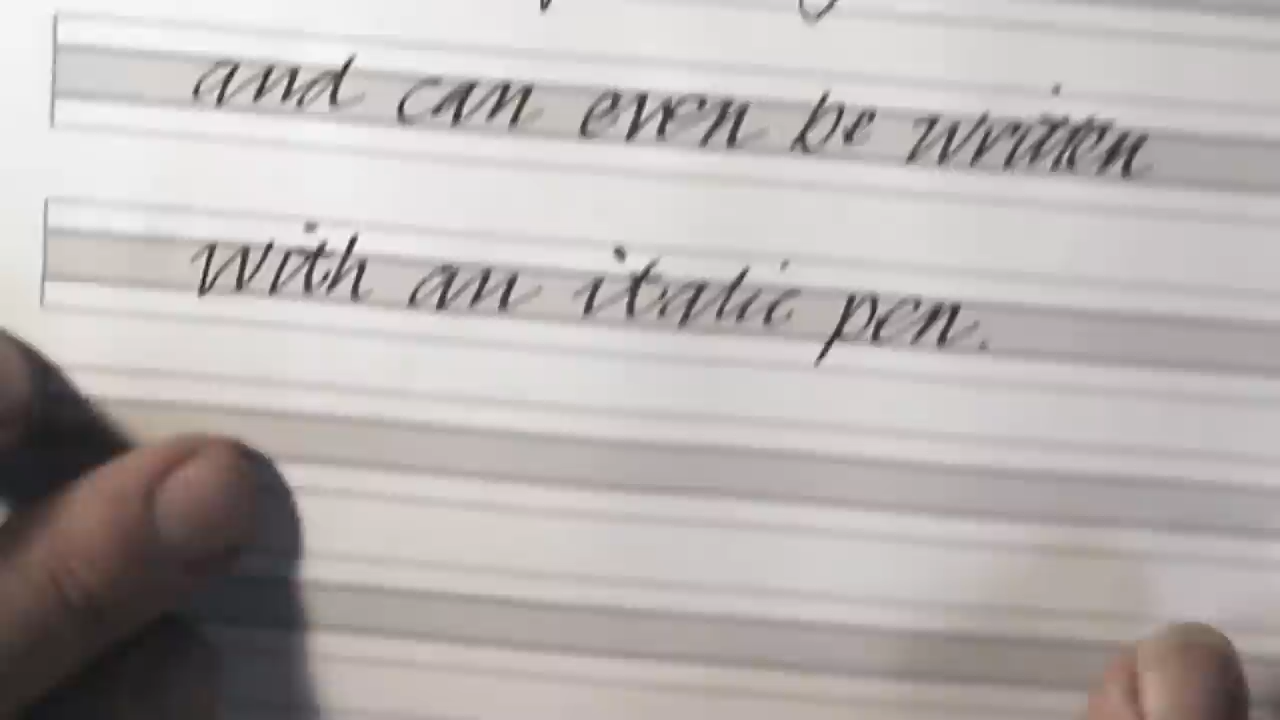 and can even be written
with an italic pen.